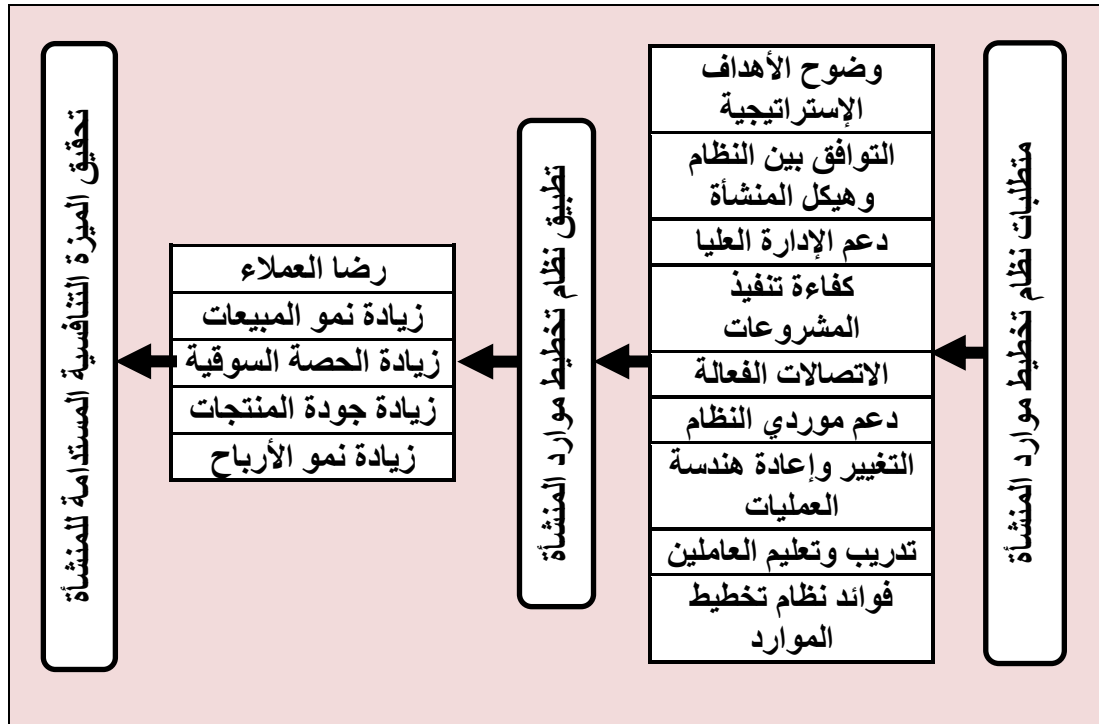 متطلبات نظام تخطيط موارد المنشأة
وضوح الأهداف
الإستراتيجية
التوافق بين النظام
وهيكل المنشأة
دعم الإدارة العليا
كفاءة تنفيذ
المشروعات
الاتصالات الفعالة
دعم موردي النظام
التغيير وإعادة هندسة
العمليات
تدريب وتعليم العاملين
فوائد نظام تخطيط
الموارد
تطبيق نظام تخطيط موارد المنشأة
رضا العملاء
زيادة نمو المبيعات
زيادة الحصة السوقية
زيادة جودة المنتجات
زيادة نمو الأرباح
تحقيق الميزة التنافسية المستدامة للمنشأة